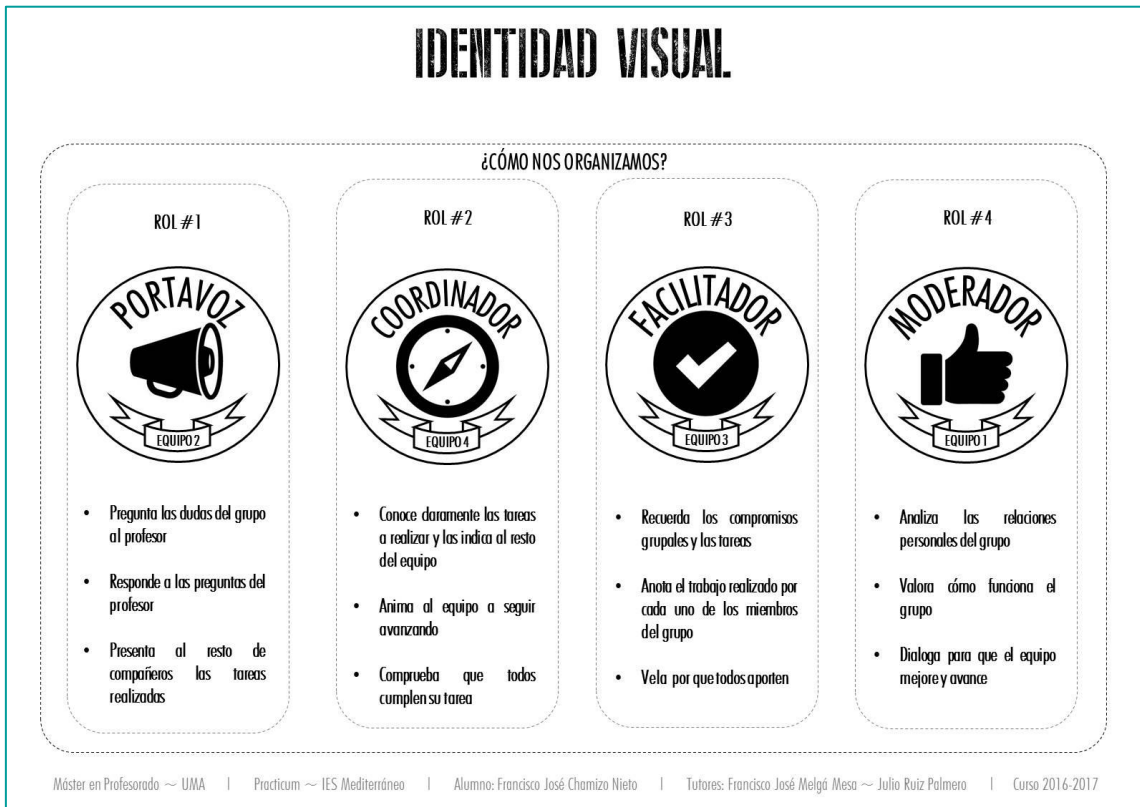 IDENTIDAD VISUAL
¿CÓMO NOS ORGANIZAMOS?
ROL #1
PORTAVOZ
EQUIPO 2
• Pregunta las dudas del grupo
al profesor
• Responde a las preguntas del
profesor
• Presenta al resto de
compañeros las tareas
realizadas
ROL #2
COORDINADOR
EQUIPO 4
• Conoce claramente las tareas
a realizar y las indica al resto
del equipo
• Anima al equipo a seguir
avanzando
• Comprueba que todos
cumplen su tarea
ROL #3
FACILITADOR
EQUIPO 3
• Recuerda los compromisos
grupales y las tareas
• Anota el trabajo realizado por
cada uno de los miembros
del grupo
• Vela por que todos aporten
ROL #4
MODERADOR
EQUIPO 1
• Analiza las relaciones
personales del grupo
• Valora cómo funciona el
grupo
• Dialoga para que el equipo
mejore y avance
Máster en Profesorado ~ UMA | Practicum ~ IES Mediterráneo | Alumno: Francisco José Chamizo Nieto | Tutores: Francisco José Melgá Mesa ~ Julio Ruiz Palmero | Curso 2016-2017